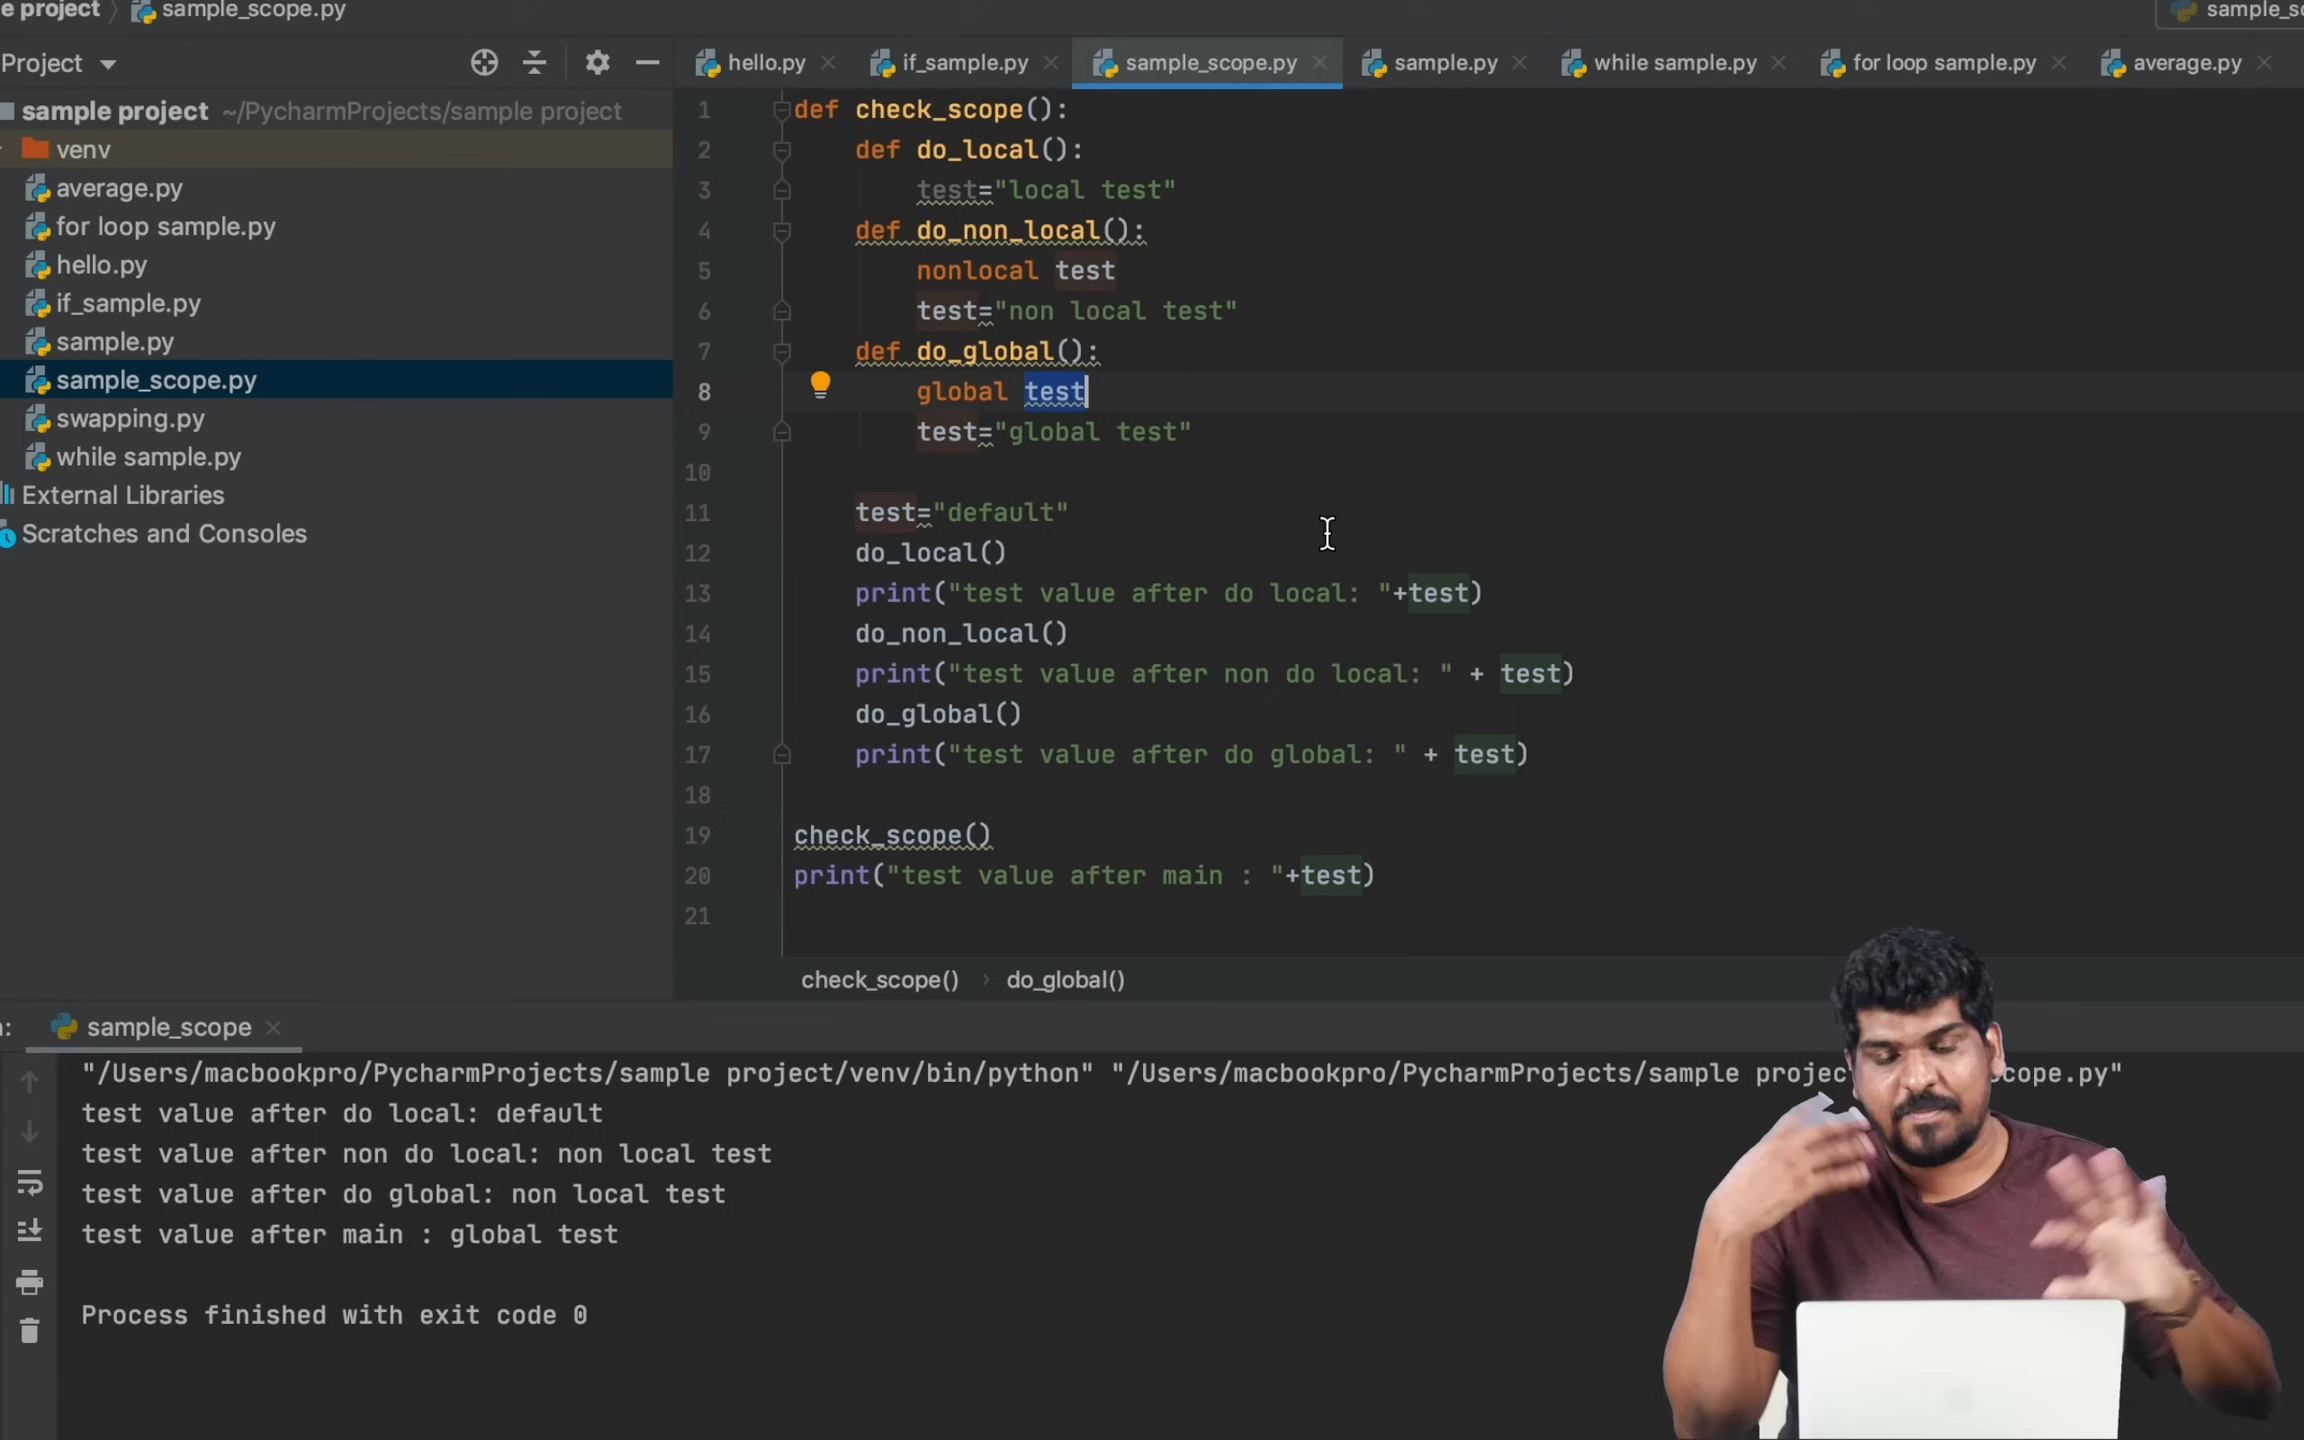 e project › sample_scope.py
sample_s
Project
hello.py
if_sample.py
sample_scope.py
sample.py
while sample.py
for loop sample.py
average.py
sample project ~/PycharmProjects/sample project
venv
average.py
for loop sample.py
hello.py
if_sample.py
sample.py
sample_scope.py
swapping.py
while sample.py
External Libraries
Scratches and Consoles
1 def check_scope():
2 def do_local():
3 test="local test"
4 def do_non_local():
5 nonlocal test
6 test="non local test"
7 def do_global():
8 global test
9 test="global test"
10
11 test="default"
12 do_local()
13 print("test value after do local: "+test)
14 do_non_local()
15 print("test value after non do local: " + test)
16 do_global()
17 print("test value after do global: " + test)
18
19 check_scope()
20 print("test value after main : "+test)
21
check_scope() › do_global()
sample_scope
"/Users/macbookpro/PycharmProjects/sample project/venv/bin/python" "/Users/macbookpro/PycharmProjects/sample projec cope.py"
test value after do local: default
test value after non do local: non local test
test value after do global: non local test
test value after main : global test
Process finished with exit code 0